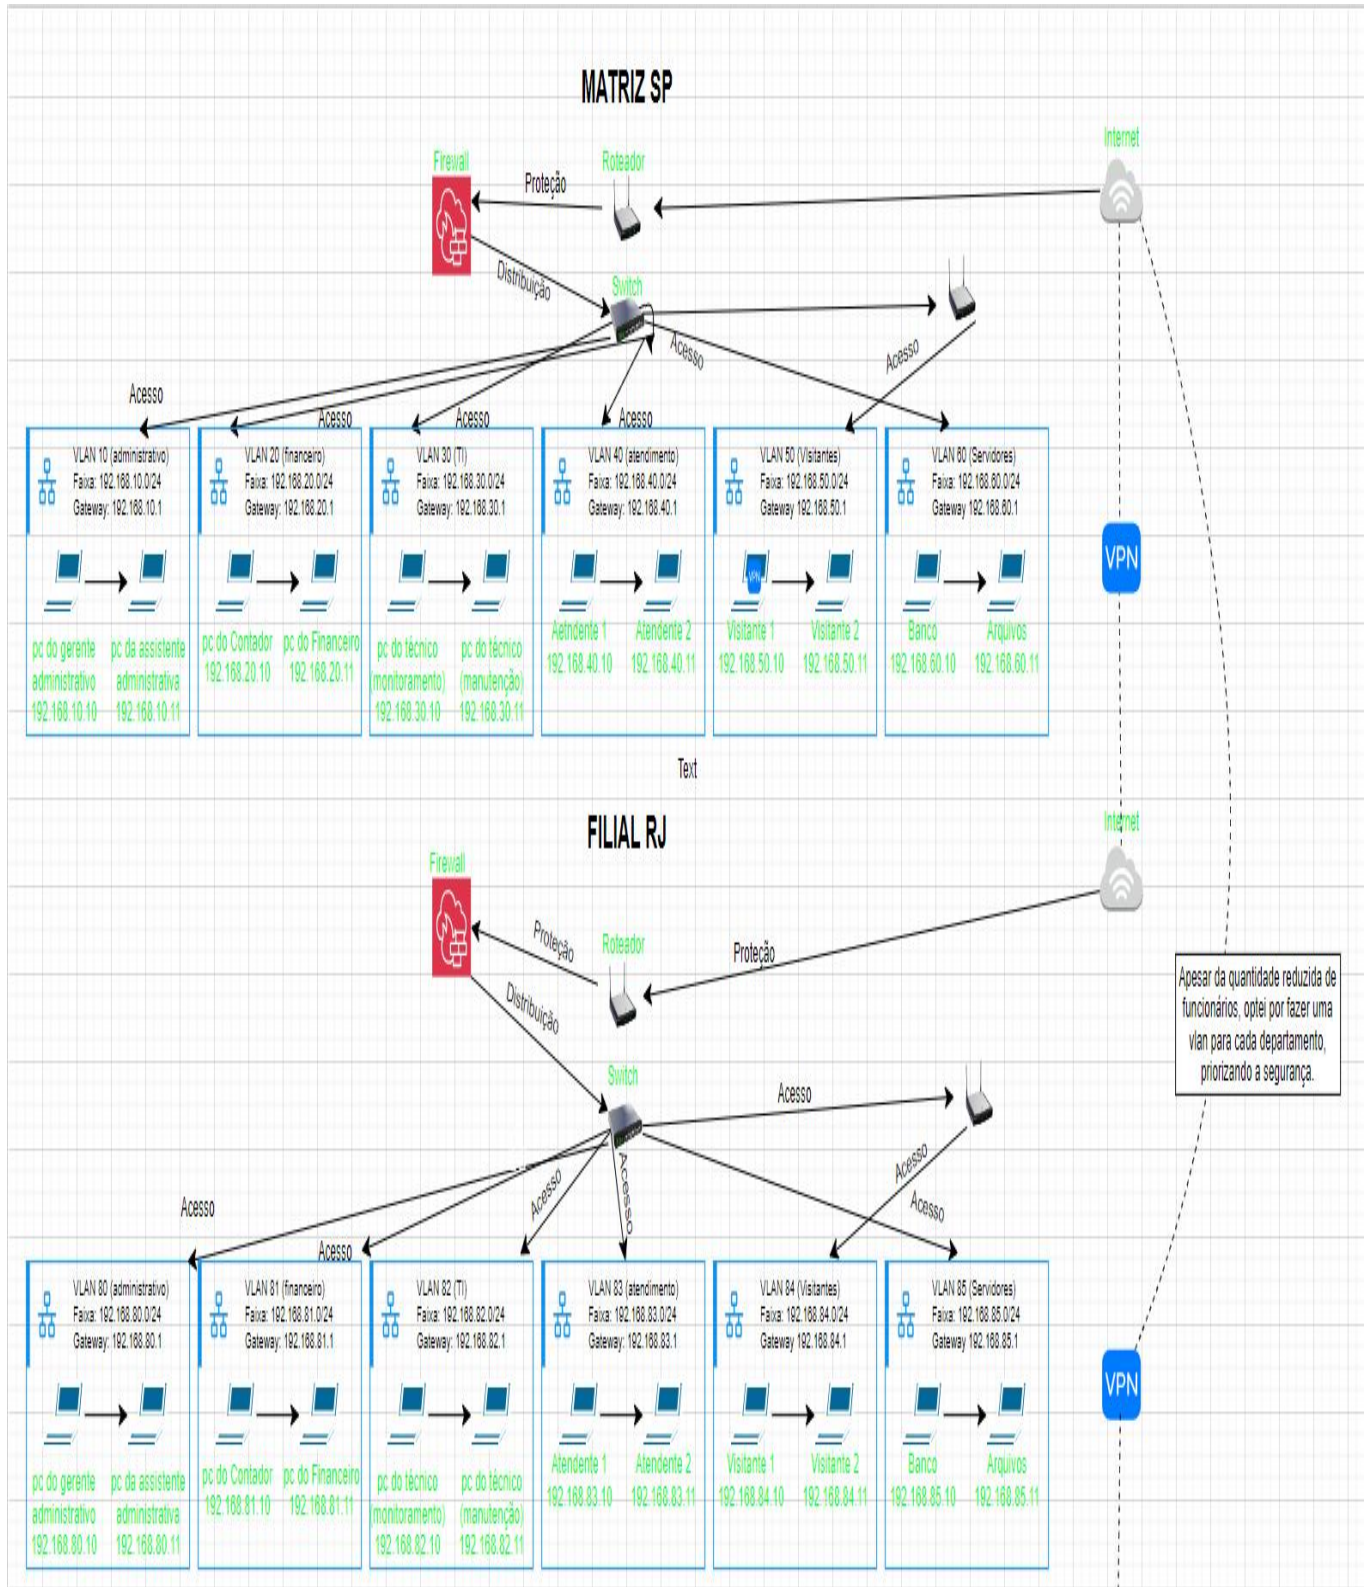 MATRIZ SP
Internet
Firewall
Roteador
Proteção
Distribuição
Switch
Acesso
Acesso
Acesso
Acesso
Acesso
Acesso
VLAN 10 (administrativo)
Faixa: 192.168.10.0/24
Gateway: 192.168.10.1
pc do gerente
administrativo
192.168.10.10
pc da assistente
administrativa
192.168.10.11
VLAN 20 (financeiro)
Faixa: 192.168.20.0/24
Gateway: 192.168.20.1
pc do Contador
192.168.20.10
pc do Financeiro
192.168.20.11
VLAN 30 (TI)
Faixa: 192.168.30.0/24
Gateway: 192.168.30.1
pc do técnico
(monitoramento)
192.168.30.10
pc do técnico
(manutenção)
192.168.30.11
VLAN 40 (atendimento)
Faixa: 192.168.40.0/24
Gateway: 192.168.40.1
Aetndente 1
192.168.40.10
Atendente 2
192.168.40.11
VLAN 50 (VIsitantes)
Faixa: 192.168.50.0/24
Gateway 192.168.50.1
VPN
Visitante 1
192.168.50.10
Visitante 2
192.168.50.11
VLAN 60 (Servidores)
Faixa: 192.168.60.0/24
Gateway 192.168.60.1
Banco
192.168.60.10
Arquivos
192.168.60.11
VPN
Text
FILIAL RJ
Internet
Firewall
Proteção
Roteador
Proteção
Distribuição
Switch
Apesar da quantidade reduzida de
funcionários, optei por fazer uma
vlan para cada departamento,
priorizando a segurança.
Acesso
Acesso
Acesso
Acesso
Acesso
Acesso
Acesso
VLAN 80 (administrativo)
Faixa: 192.168.80.0/24
Gateway: 192.168.80.1
pc do gerente
administrativo
192.168.80.10
pc da assistente
administrativa
192.168.80.11
VLAN 81 (financeiro)
Faixa: 192.168.81.0/24
Gateway: 192.168.81.1
pc do Contador
192.168.81.10
pc do Financeiro
192.168.81.11
VLAN 82 (TI)
Faixa: 192.168.82.0/24
Gateway: 192.168.82.1
pc do técnico
(monitoramento)
192.168.82.10
pc do técnico
(manutenção)
192.168.82.11
VLAN 83 (atendimento)
Faixa: 192.168.83.0/24
Gateway: 192.168.83.1
Atendente 1
192.168.83.10
Atendente 2
192.168.83.11
VLAN 84 (Visitantes)
Faixa: 192.168.84.0/24
Gateway 192.168.84.1
Visitante 1
192.168.84.10
Visitante 2
192.168.84.11
VLAN 85 (Servidores)
Faixa: 192.168.85.0/24
Gateway 192.168.85.1
Banco
192.168.85.10
Arquivos
192.168.85.11
VPN